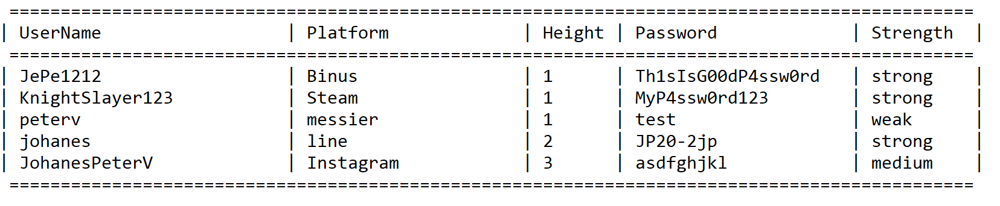 ==============================================================================================
| UserName                  | Platform              | Height | Password             | Strength  |
==============================================================================================
| JePe1212                  | Binus                 | 1      | Th1sIsG00dP4ssw0rd   | strong    |
| KnightSlayer123           | Steam                 | 1      | MyP4ssw0rd123        | strong    |
| peterv                    | messier               | 1      | test                 | weak      |
| johanes                   | line                  | 2      | JP20-2jp             | strong    |
| JohanesPeterV             | Instagram             | 3      | asdfghjkl            | medium    |
==============================================================================================